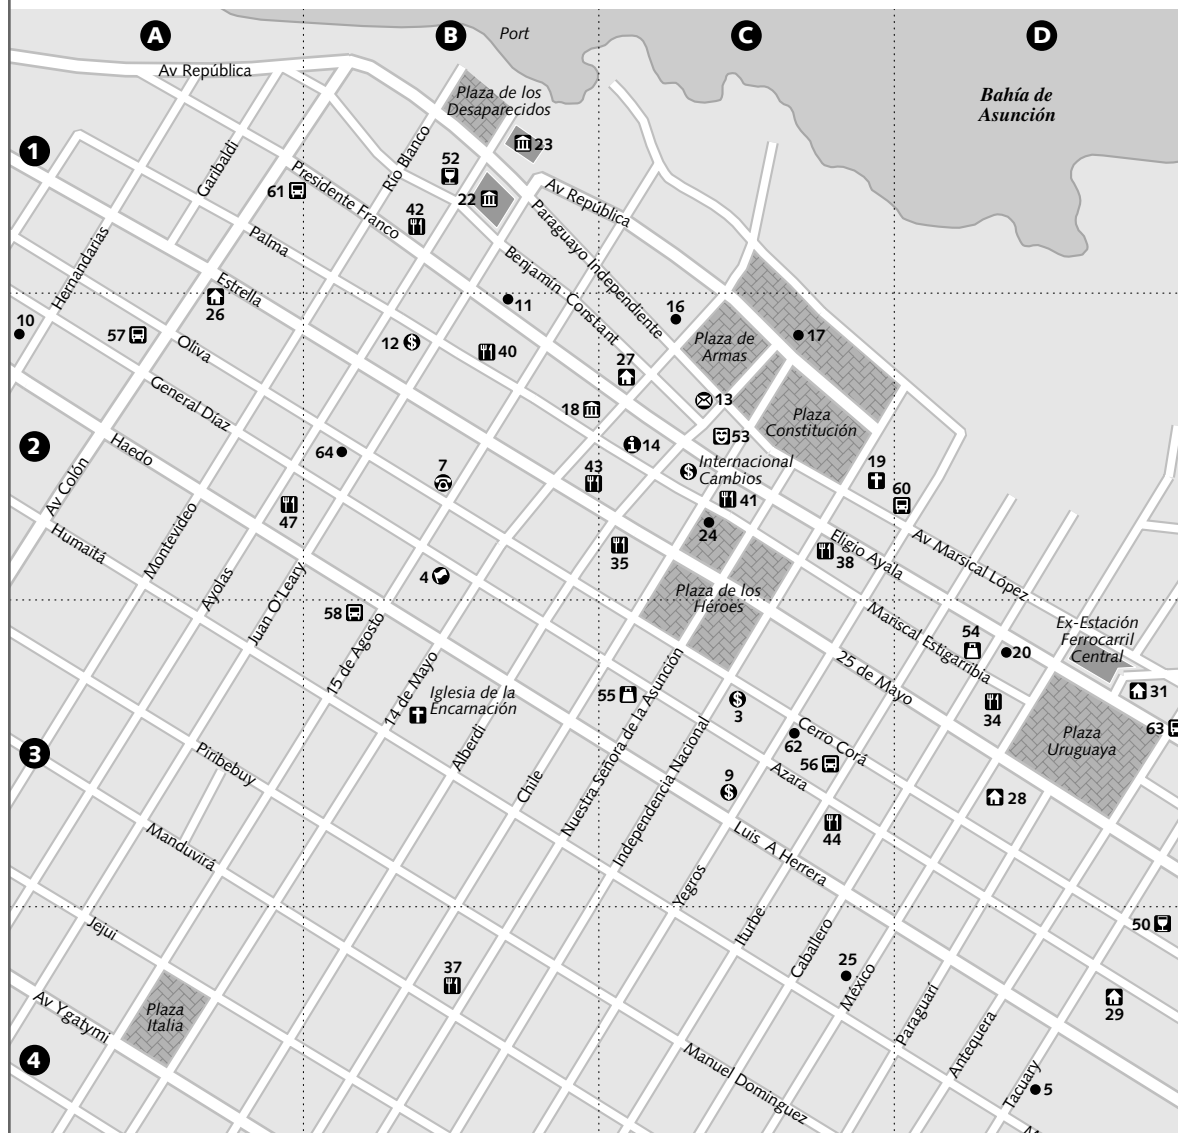 A
B
C
D
Port
Av República
Plaza de los
Desaparecidos
Bahía de
Asunción
1
23
52
Río Blanco
Garibaldi
61
Presidente Franco
22
42
Av República
Paraguayo Independiente
Palma
Hernandarias
Benjamín Constant
Estrella
26
11
16
10
57
Oliva
12
40
27
Plaza de
Armas
17
General Díaz
18
13
Plaza
Constitución
2
Haedo
64
7
14
53
43
Internacional
Cambios
19
60
Av Colón
47
41
24
Montevideo
Humaitá
35
38
Eligio Ayala
Av Marsical López
4
Ayolas
Juan O'Leary
58
Plaza de los
Héroes
15 de Agosto
Mariscal Estigarribia
54
20
Ex-Estación
Ferrocarril
Central
14 de Mayo
Iglesia de la
Encarnación
55
Nuestra Señora de la Asunción
3
25 de Mayo
34
31
63
Plaza
Uruguaya
3
Piribebuy
Alberdi
Chile
Independencia Nacional
62
Cerro Corá
56
Azara
9
28
44
Manduvirá
Luis A Herrera
Yegros
Jejui
Iturbe
Caballero
50
37
25
México
29
Av Ygatymi
Plaza
Italia
Paraguarí
Antequera
4
Manuel Domínguez
Tacuary
5